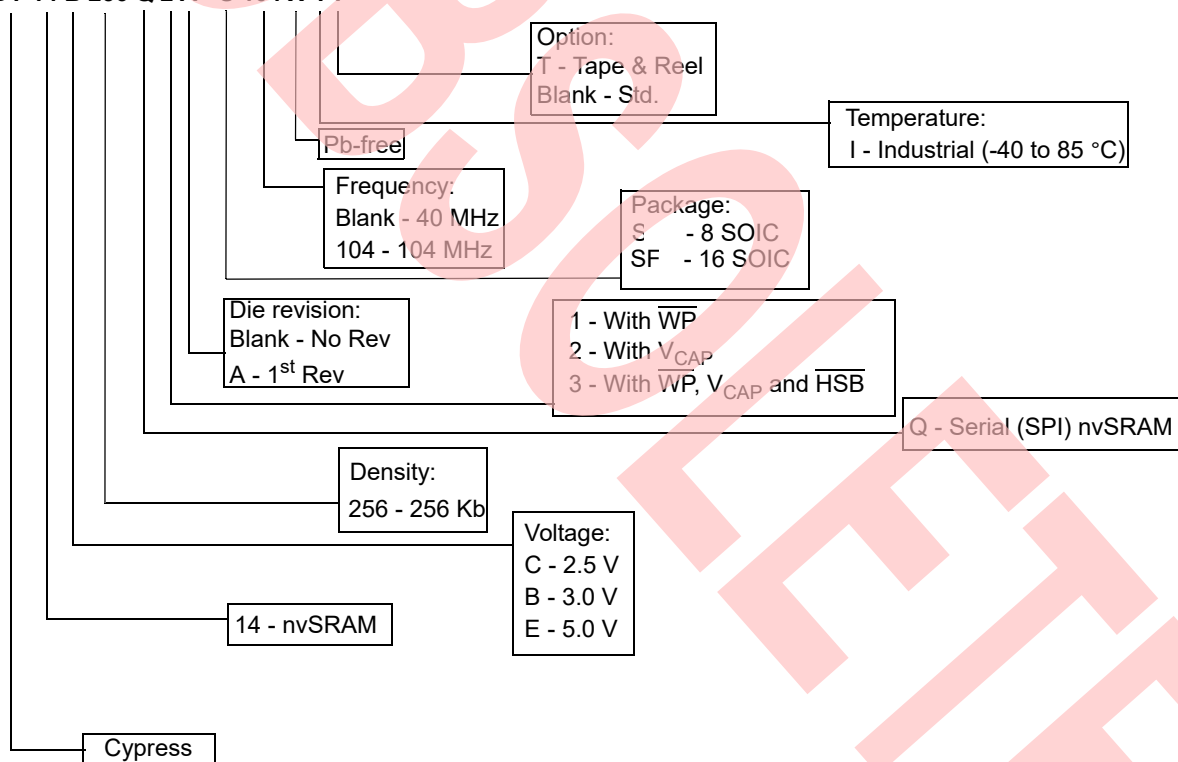 Option:
T - Tape & Reel
Blank - Std.
Temperature:
I - Industrial (-40 to 85 °C)
Pb-free
Frequency:
Blank - 40 MHz
104 - 104 MHz
Package:
S - 8 SOIC
SF - 16 SOIC
Die revision:
Blank - No Rev
A - 1st Rev
1 - With W̅P̅
2 - With VCAP
3 - With W̅P̅, VCAP and H̅S̅B̅
Q - Serial (SPI) nvSRAM
Density:
256 - 256 Kb
Voltage:
C - 2.5 V
B - 3.0 V
E - 5.0 V
14 - nvSRAM
Cypress